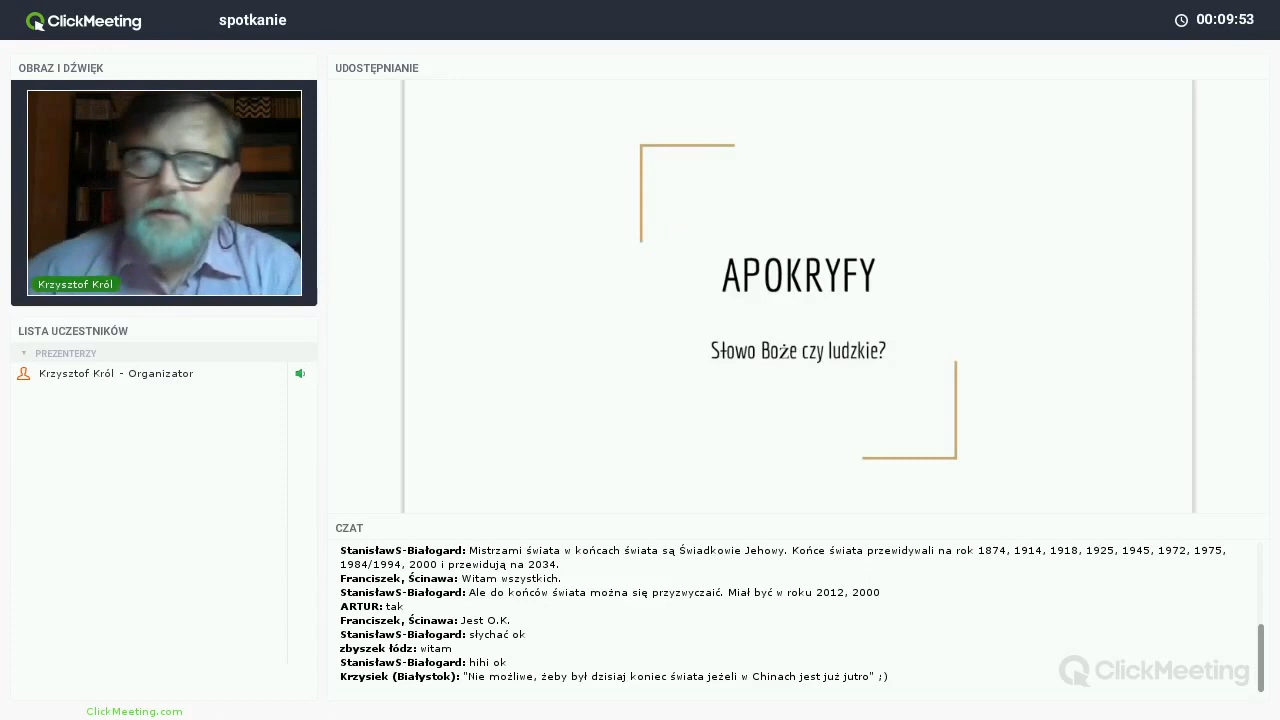 ClickMeeting
spotkanie
00:09:53
OBRAZ I DŹWIĘK
Krzysztof Król
LISTA UCZESTNIKÓW
PREZENTERZY
Krzysztof Król - Organizator
ClickMeeting.com
UDOSTĘPNIANIE
APOKRYFY
Słowo Boże czy ludzkie?
CZAT
StanisławS-Białogard: Mistrzami świata w końcach świata są Świadkowie Jehowy. Końce świata przewidywali na rok 1874, 1914, 1918, 1925, 1945, 1972, 1975,
1984/1994, 2000 i przewidują na 2034.
Franciszek, Ścinawa: Witam wszystkich.
StanisławS-Białogard: Ale do końców świata można się przyzwyczaić. Miał być w roku 2012, 2000
ARTUR: tak
Franciszek, Ścinawa: Jest O.K.
StanisławS-Białogard: słychać ok
zbyszek łódz: witam
StanisławS-Białogard: hihi ok
Krzysiek (Białystok): "Nie możliwe, żeby był dzisiaj koniec świata jeżeli w Chinach jest już jutro" ;)
ClickMeeting